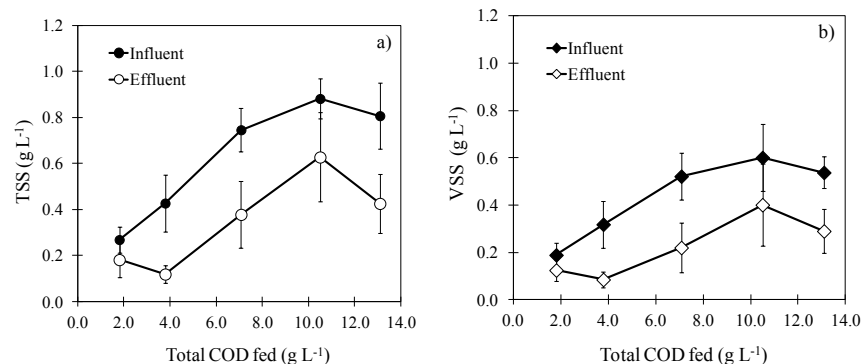 1.2
1.0
0.8
0.6
0.4
0.2
0.0
TSS (g L-1)
Influent
Effluent
a)
0.0 2.0 4.0 6.0 8.0 10.0 12.0 14.0
Total COD fed (g L-1)
1.2
1.0
0.8
0.6
0.4
0.2
0.0
VSS (g L-1)
Influent
Effluent
b)
0.0 2.0 4.0 6.0 8.0 10.0 12.0 14.0
Total COD fed (g L-1)